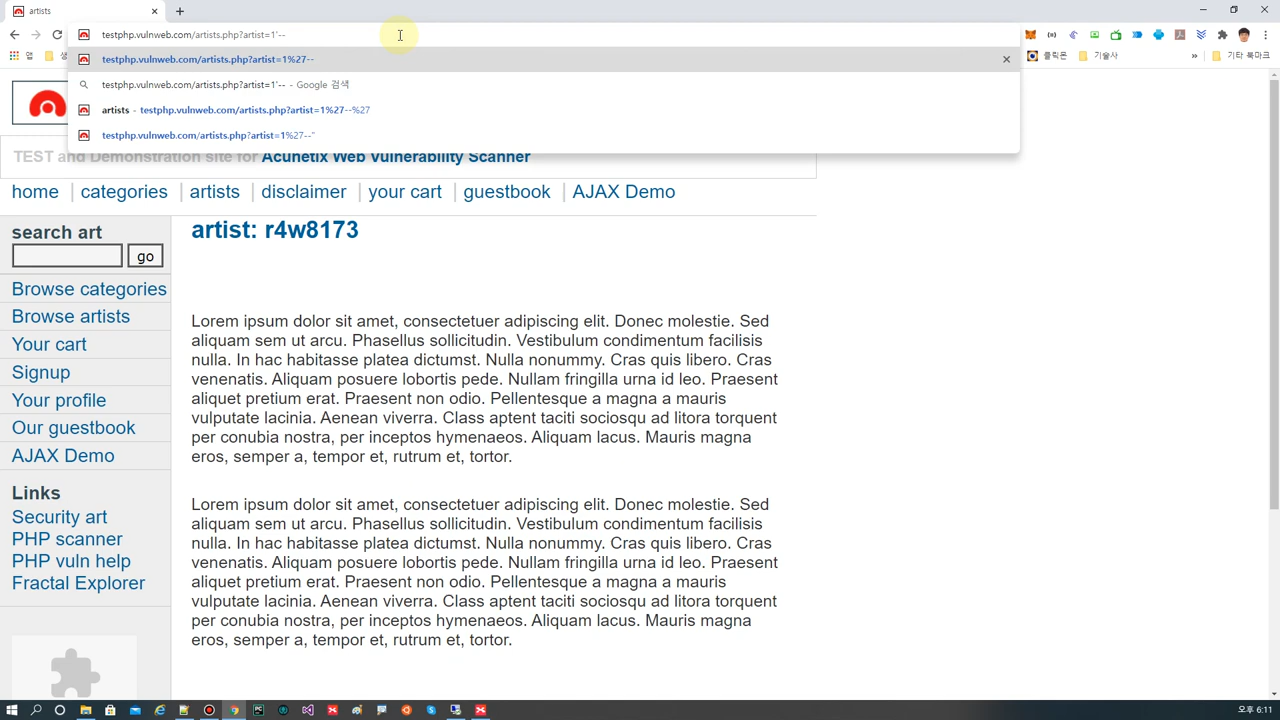 artists
testphp.vulnweb.com/artists.php?artist=1'--
앱
생
클릭온
기술사
»
기타 북마크
testphp.vulnweb.com/artists.php?artist=1%27--
testphp.vulnweb.com/artists.php?artist=1'-- - Google 검색
artists - testphp.vulnweb.com/artists.php?artist=1%27--%27
testphp.vulnweb.com/artists.php?artist=1%27--"
TEST and Demonstration site for Acunetix Web Vulnerability Scanner
home | categories | artists | disclaimer | your cart | guestbook | AJAX Demo
search art
go
Browse categories
Browse artists
Your cart
Signup
Your profile
Our guestbook
AJAX Demo
Links
Security art
PHP scanner
PHP vuln help
Fractal Explorer
artist: r4w8173
Lorem ipsum dolor sit amet, consectetuer adipiscing elit. Donec molestie. Sed
aliquam sem ut arcu. Phasellus sollicitudin. Vestibulum condimentum facilisis
nulla. In hac habitasse platea dictumst. Nulla nonummy. Cras quis libero. Cras
venenatis. Aliquam posuere lobortis pede. Nullam fringilla urna id leo. Praesent
aliquet pretium erat. Praesent non odio. Pellentesque a magna a mauris
vulputate lacinia. Aenean viverra. Class aptent taciti sociosqu ad litora torquent
per conubia nostra, per inceptos hymenaeos. Aliquam lacus. Mauris magna
eros, semper a, tempor et, rutrum et, tortor.
Lorem ipsum dolor sit amet, consectetuer adipiscing elit. Donec molestie. Sed
aliquam sem ut arcu. Phasellus sollicitudin. Vestibulum condimentum facilisis
nulla. In hac habitasse platea dictumst. Nulla nonummy. Cras quis libero. Cras
venenatis. Aliquam posuere lobortis pede. Nullam fringilla urna id leo. Praesent
aliquet pretium erat. Praesent non odio. Pellentesque a magna a mauris
vulputate lacinia. Aenean viverra. Class aptent taciti sociosqu ad litora torquent
per conubia nostra, per inceptos hymenaeos. Aliquam lacus. Mauris magna
eros, semper a, tempor et, rutrum et, tortor.
오후 6:11